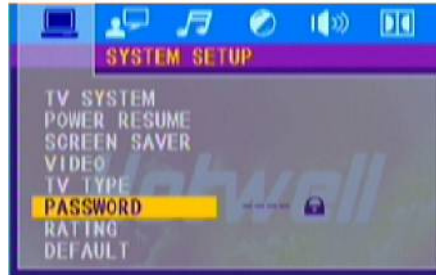 SYSTEM SETUP
TV SYSTEM
POWER RESUME
SCREEN SAVER
VIDEO
TV TYPE
PASSWORD ----
RATING
DEFAULT